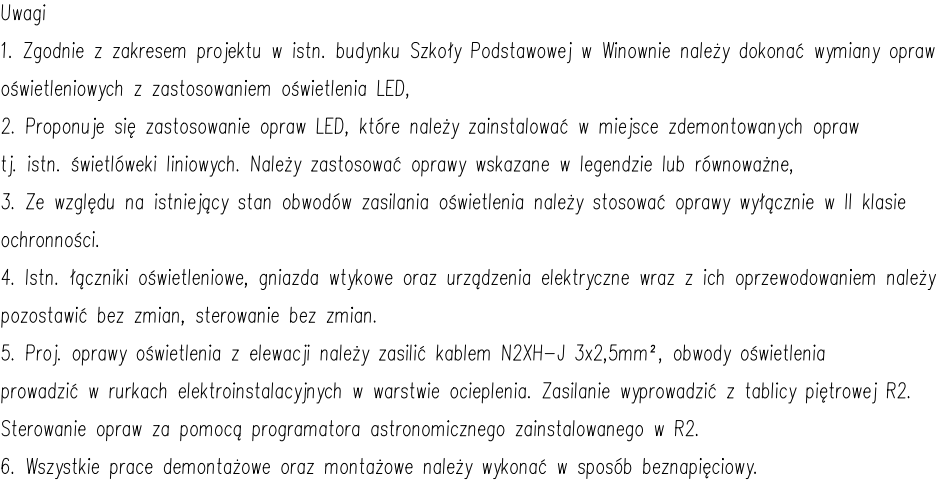 Uwagi
1. Zgodnie z zakresem projektu w istn. budynku Szkoły Podstawowej w Winownie należy dokonać wymiany opraw
oświetleniowych z zastosowaniem oświetlenia LED,
2. Proponuje się zastosowanie opraw LED, które należy zainstalować w miejsce zdemontowanych opraw
tj. istn. świetlóweki liniowych. Należy zastosować oprawy wskazane w legendzie lub równoważne,
3. Ze względu na istniejący stan obwodów zasilania oświetlenia należy stosować oprawy wyłącznie w II klasie
ochronności.
4. Istn. łączniki oświetleniowe, gniazda wtykowe oraz urządzenia elektryczne wraz z ich oprzewodowaniem należy
pozostawić bez zmian, sterowanie bez zmian.
5. Proj. oprawy oświetlenia z elewacji należy zasilić kablem N2XH-J 3x2,5mm², obwody oświetlenia
prowadzić w rurkach elektroinstalacyjnych w warstwie ocieplenia. Zasilanie wyprowadzić z tablicy piętrowej R2.
Sterowanie opraw za pomocą programatora astronomicznego zainstalowanego w R2.
6. Wszystkie prace demontażowe oraz montażowe należy wykonać w sposób beznapięciowy.